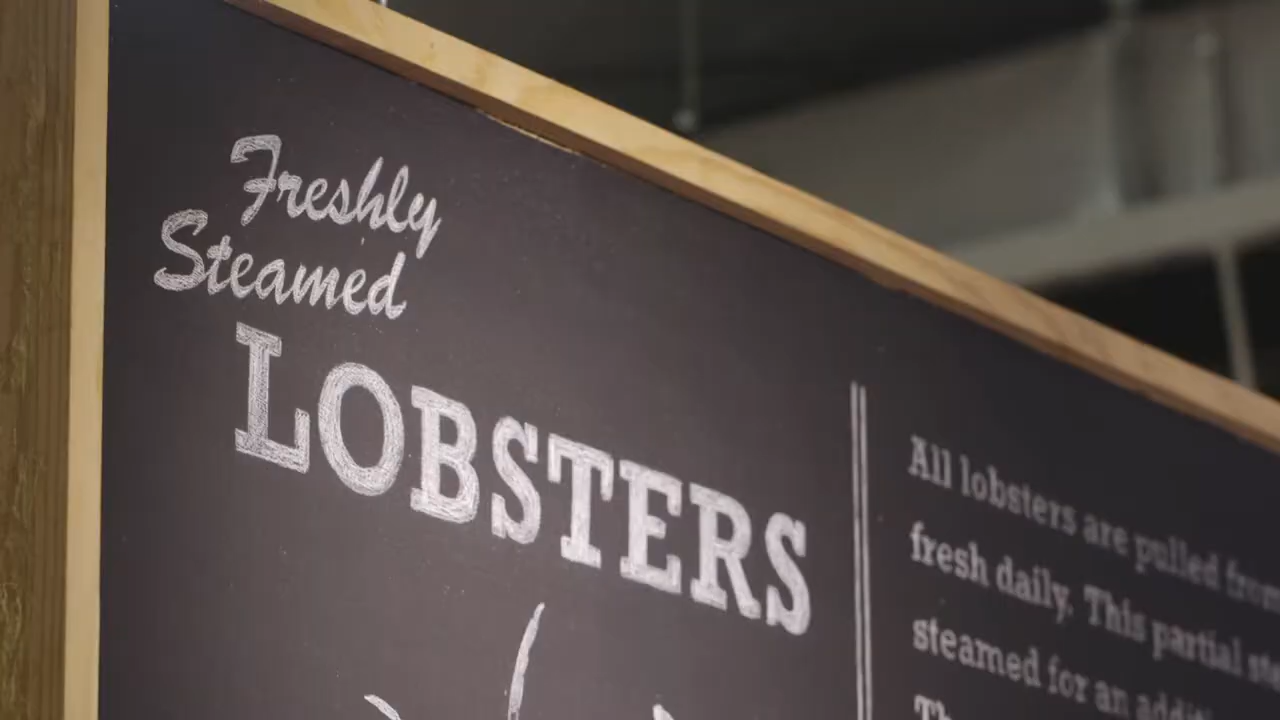 Freshly
Steamed
LOBSTERS
All lobsters are pulled from
fresh daily. This partial
steamed for an